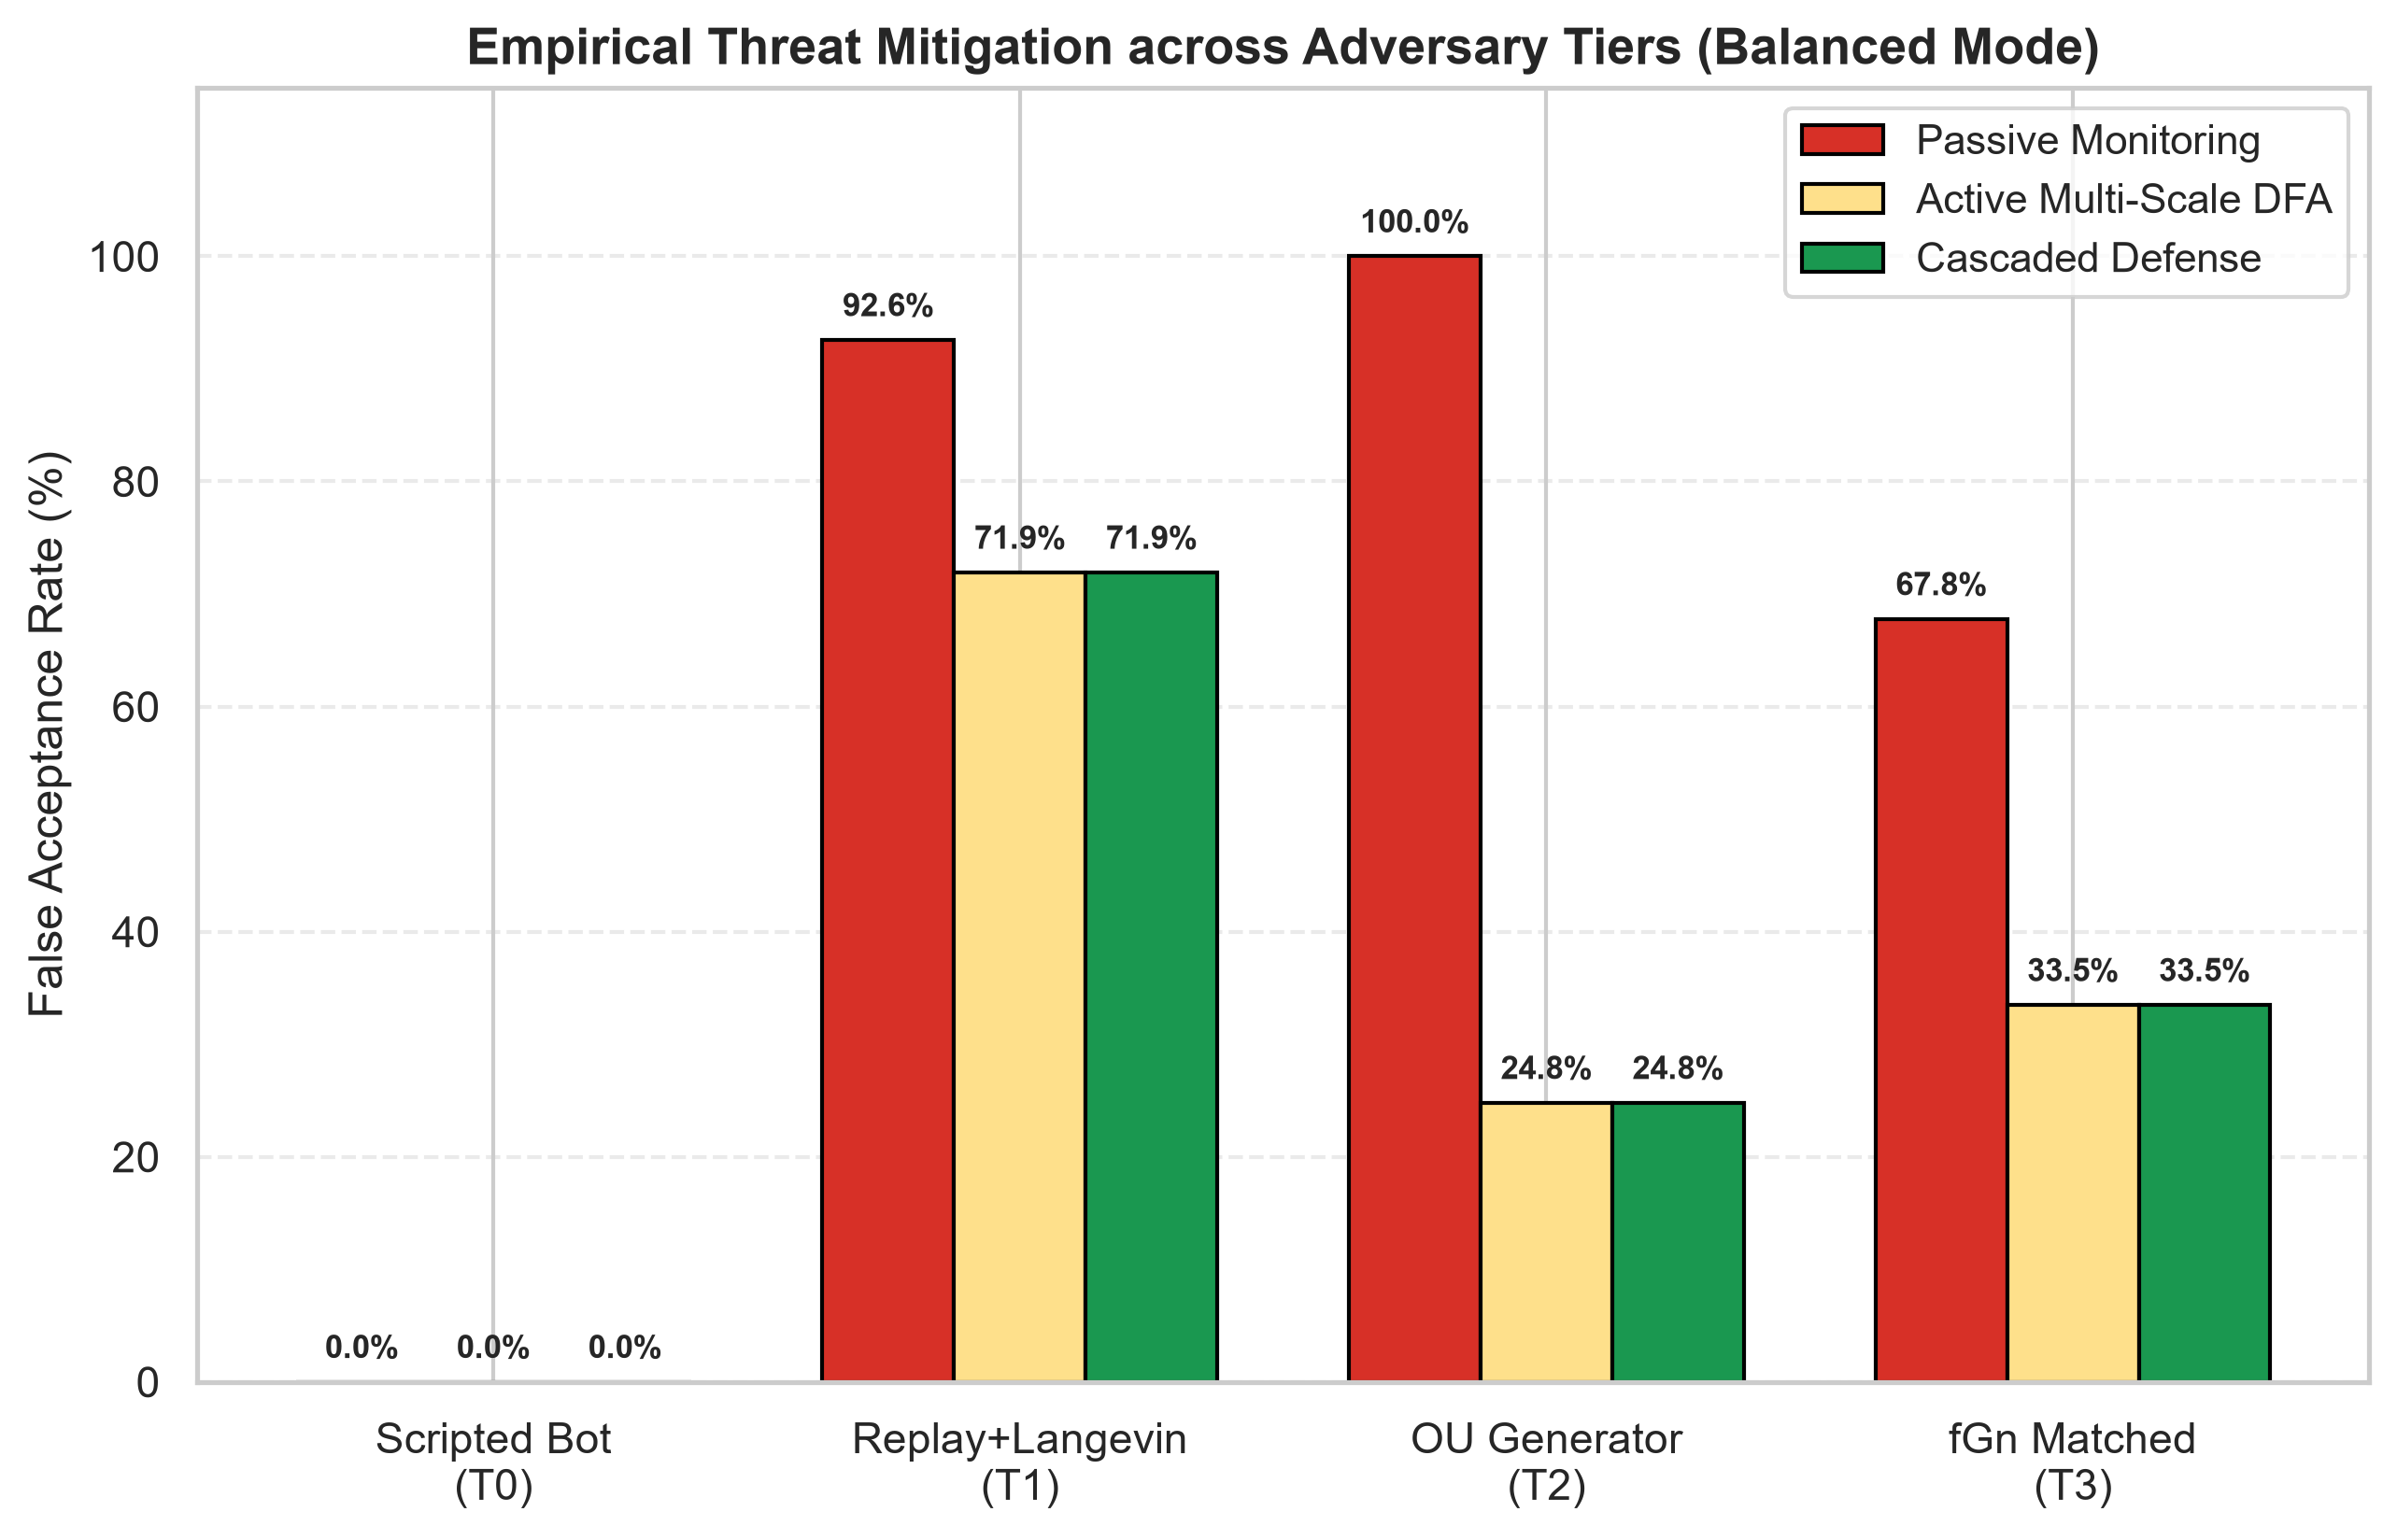 Empirical Threat Mitigation across Adversary Tiers (Balanced Mode)
Passive Monitoring
Active Multi-Scale DFA
Cascaded Defense
False Acceptance Rate (%)
100
80
60
40
20
0
0.0%
0.0%
0.0%
92.6%
71.9%
71.9%
100.0%
24.8%
24.8%
67.8%
33.5%
33.5%
Scripted Bot
(T0)
Replay+Langevin
(T1)
OU Generator
(T2)
fGn Matched
(T3)